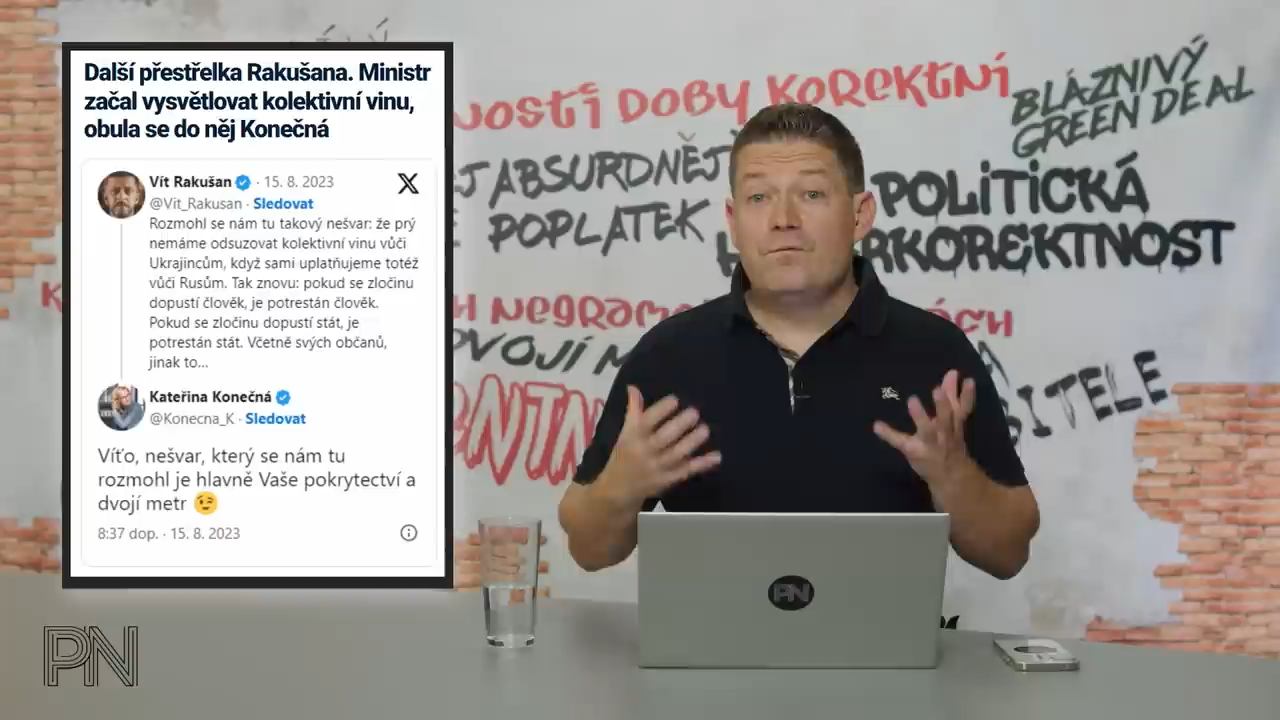 Další přestřelka Rakušana. Ministr
začal vysvětlovat kolektivní vinu,
obula se do něj Konečná
Vít Rakušan · 15. 8. 2023
@Vit_Rakusan · Sledovat
Rozmohl se nám tu takový nešvar: že prý
nemáme odsuzovat kolektivní vinu vůči
Ukrajincům, když sami uplatňujeme totéž
vůči Rusům. Tak znovu: pokud se zločinu
dopustí člověk, je potrestán člověk.
Pokud se zločinu dopustí stát, je
potrestán stát. Včetně svých občanů,
jinak to...
Kateřina Konečná
@Konecna_K · Sledovat
Víťo, nešvar, který se nám tu
rozmohl je hlavně Vaše pokrytectví a
dvojí metr 😉
8:37 dop. · 15. 8. 2023
DOBY KOREKTNÍ
BLÁZNIVÝ
GREEN DEAL
ABSURDNĚJ
POPLATEK
POLITICKÁ
RKOREKTNOST
DVOJÍ
PN
PN